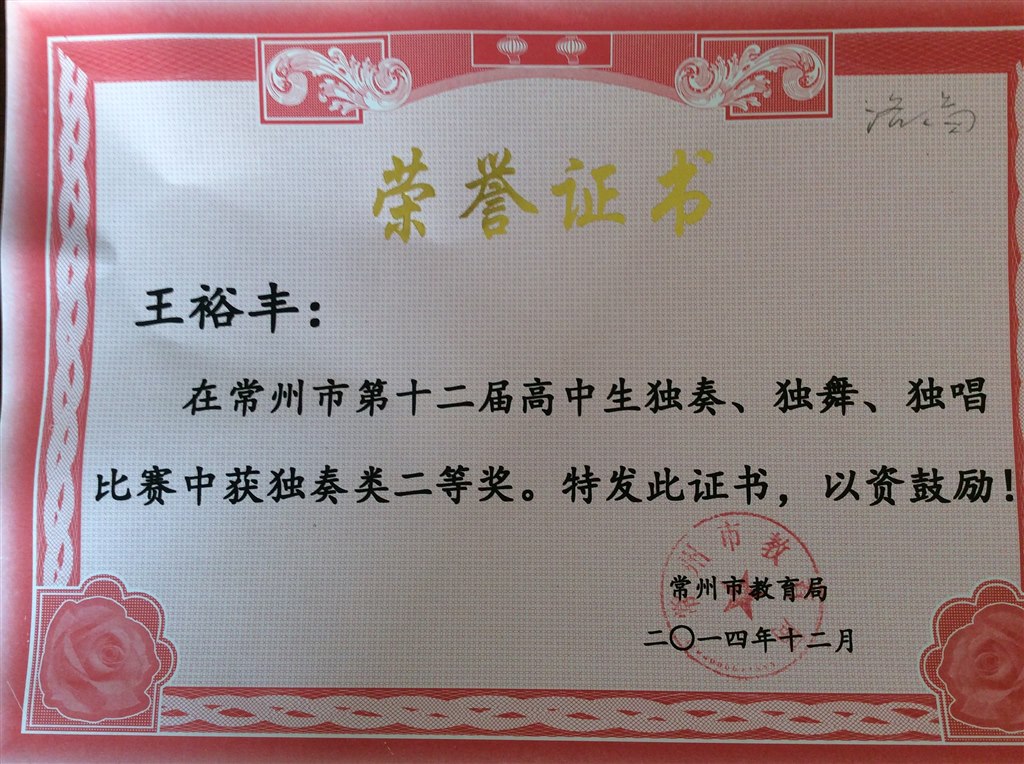 荣誉证书
王裕丰：
在常州市第十二届高中生独奏、独舞、独唱
比赛中获独奏类二等奖。特发此证书，以资鼓励！
常州市教育局
二〇一四年十二月